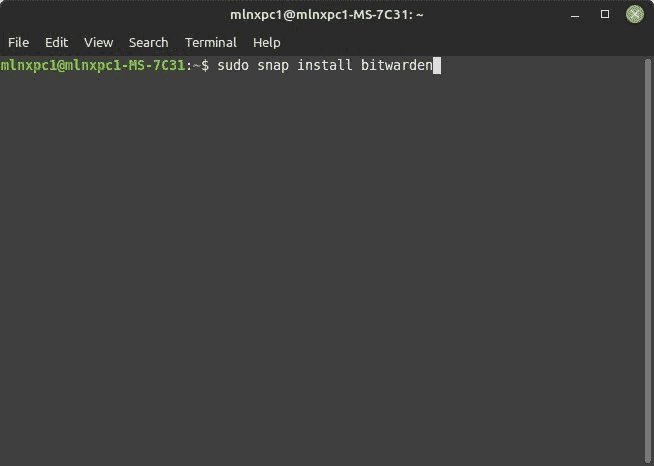 mlnxpc1@mlnxpc1-MS-7C31: ~
File Edit View Search Terminal Help
mlnxpc1@mlnxpc1-MS-7C31:~$ sudo snap install bitwarden